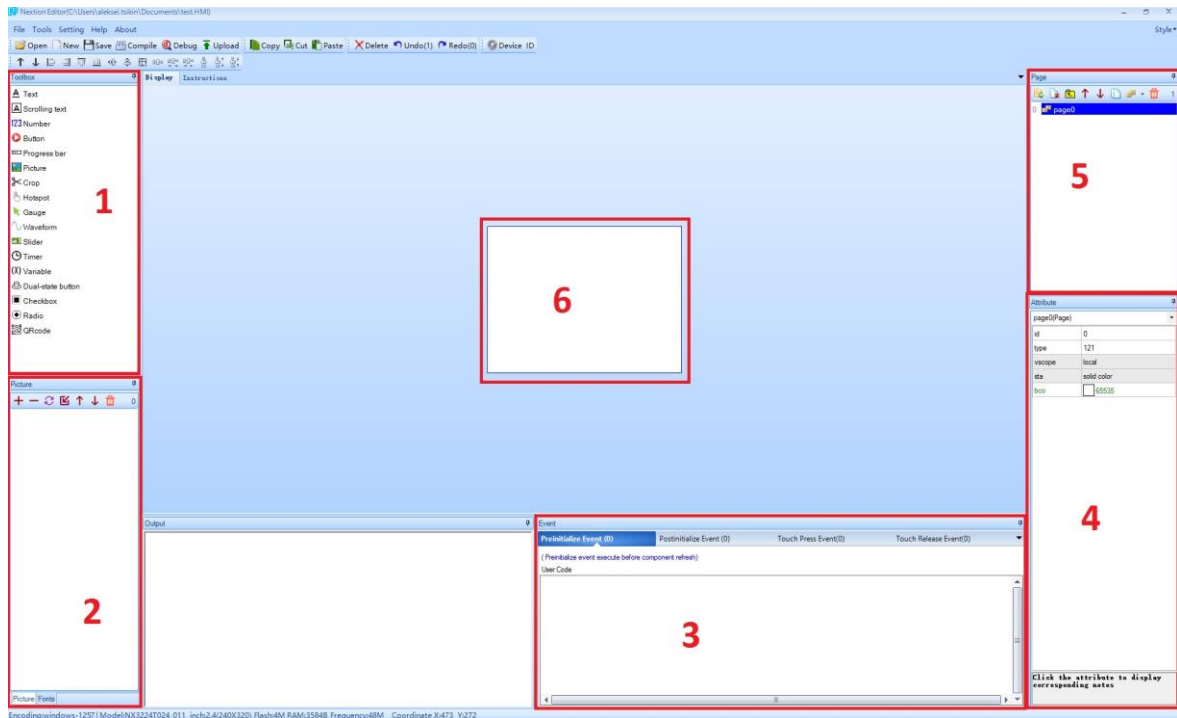 Nextion Editor(C:\Users\aleksei.tsikin\Documents\test.HMI)
File Tools Setting Help About Style
Open New Save Compile Debug Upload Copy Cut Paste Delete Undo(1) Redo(0) Device ID
Toolbox
Text
Scrolling text
123 Number
Button
Progress bar
Picture
Crop
Hotspot
Gauge
Waveform
Slider
Timer
(X) Variable
Dual-state button
Checkbox
Radio
QRcode
1
Picture
0
2
Picture Fonts
Display Instructions
6
Output
Event
Preinitialize Event (0) Postinitialize Event (0) Touch Press Event(0) Touch Release Event(0)
( Preinitialize event execute before component refresh)
User Code
3
Page
1
0 page0
5
Attribute
page0(Page)
id 0
type 121
vscope local
sta solid color
bco 65535
4
Click the attribute to display
corresponding notes
Encoding:windows-1257| Model:NX3224T024_011 inch:2.4(240X320) Flash:4M RAM:3584B Frequency:48M Coordinate X:473 Y:272